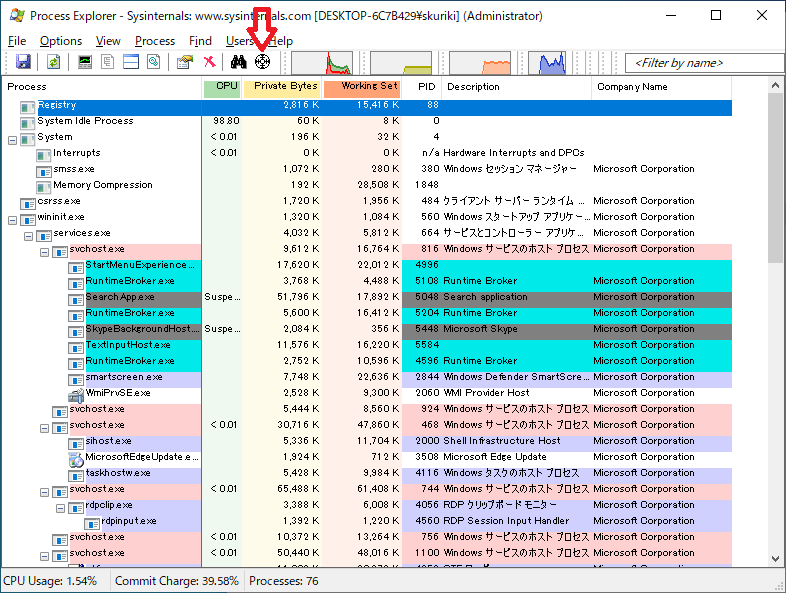 Process Explorer - Sysinternals: www.sysinternals.com [DESKTOP-6C7B429¥skuriki] (Administrator)
File Options View Process Find Users Help
<Filter by name>
Process CPU Private Bytes Working Set PID Description Company Name
Registry 2,816 K 15,416 K 88
System Idle Process 98.80 60 K 8 K 0
System < 0.01 196 K 32 K 4
Interrupts < 0.01 0 K 0 K n/a Hardware Interrupts and DPCs
smss.exe 1,072 K 280 K 380 Windows セッション マネージャー Microsoft Corporation
Memory Compression 192 K 28,508 K 1848
csrss.exe 1,720 K 1,956 K 484 クライアント サーバー ランタイム ... Microsoft Corporation
wininit.exe 1,320 K 1,084 K 560 Windows スタートアップ アプリケー... Microsoft Corporation
services.exe 4,032 K 5,812 K 664 サービスとコントローラー アプリケ... Microsoft Corporation
svchost.exe 9,612 K 16,764 K 816 Windows サービスのホスト プロセス Microsoft Corporation
StartMenuExperience... 17,620 K 22,012 K 4996
RuntimeBroker.exe 3,768 K 4,488 K 5108 Runtime Broker Microsoft Corporation
SearchApp.exe Suspe... 51,796 K 17,892 K 5048 Search application Microsoft Corporation
RuntimeBroker.exe 5,600 K 16,412 K 5204 Runtime Broker Microsoft Corporation
SkypeBackgroundHost.... Suspe... 2,084 K 356 K 5448 Microsoft Skype Microsoft Corporation
TextInputHost.exe 11,576 K 16,220 K 5584 Microsoft Corporation
RuntimeBroker.exe 2,752 K 10,596 K 4596 Runtime Broker Microsoft Corporation
smartscreen.exe 7,748 K 22,636 K 2844 Windows Defender SmartScre... Microsoft Corporation
WmiPrvSE.exe 2,528 K 9,300 K 2060 WMI Provider Host Microsoft Corporation
svchost.exe 5,444 K 8,560 K 924 Windows サービスのホスト プロセス Microsoft Corporation
svchost.exe < 0.01 30,716 K 47,860 K 468 Windows サービスのホスト プロセス Microsoft Corporation
sihost.exe 5,336 K 11,704 K 2000 Shell Infrastructure Host Microsoft Corporation
MicrosoftEdgeUpdate.e... 1,924 K 712 K 3508 Microsoft Edge Update Microsoft Corporation
taskhostw.exe 5,428 K 9,984 K 4116 Windows タスクのホスト プロセス Microsoft Corporation
svchost.exe < 0.01 65,488 K 61,408 K 744 Windows サービスのホスト プロセス Microsoft Corporation
rdpclip.exe 3,388 K 6,008 K 4056 RDP クリップボード モニター Microsoft Corporation
rdpinput.exe 1,392 K 1,220 K 4560 RDP Session Input Handler Microsoft Corporation
svchost.exe < 0.01 10,372 K 13,264 K 756 Windows サービスのホスト プロセス Microsoft Corporation
svchost.exe < 0.01 50,440 K 48,016 K 1100 Windows サービスのホスト プロセス Microsoft Corporation
CPU Usage: 1.54% Commit Charge: 39.58% Processes: 76